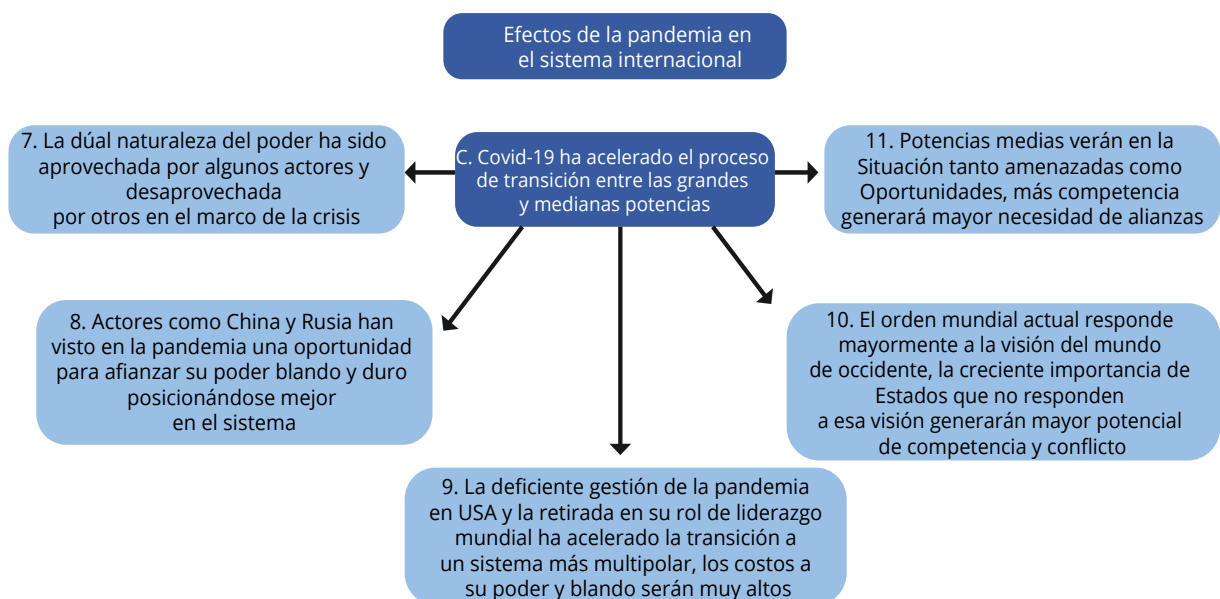 Efectos de la pandemia en
el sistema internacional
C. Covid-19 ha acelerado el proceso
de transición entre las grandes
y medianas potencias
7. La dúal naturaleza del poder ha sido
aprovechada por algunos actores y
desaprovechada
por otros en el marco de la crisis
8. Actores como China y Rusia han
visto en la pandemia una oportunidad
para afianzar su poder blando y duro
posicionándose mejor
en el sistema
9. La deficiente gestión de la pandemia
en USA y la retirada en su rol de liderazgo
mundial ha acelerado la transición a
un sistema más multipolar, los costos a
su poder y blando serán muy altos
10. El orden mundial actual responde
mayormente a la visión del mundo
de occidente, la creciente importancia de
Estados que no responden
a esa visión generarán mayor potencial
de competencia y conflicto
11. Potencias medias verán en la
Situación tanto amenazadas como
Oportunidades, más competencia
generará mayor necesidad de alianzas